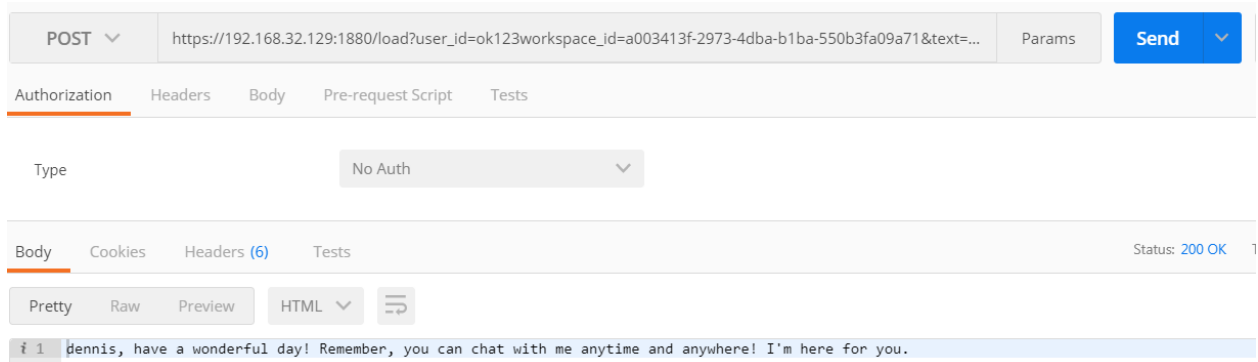 POST https://192.168.32.129:1880/load?user_id=ok123workspace_id=a003413f-2973-4dba-b1ba-550b3fa09a71&text=... Params Send
Authorization Headers Body Pre-request Script Tests
Type No Auth
Body Cookies Headers (6) Tests Status: 200 OK T
Pretty Raw Preview HTML
i 1 dennis, have a wonderful day! Remember, you can chat with me anytime and anywhere! I'm here for you.